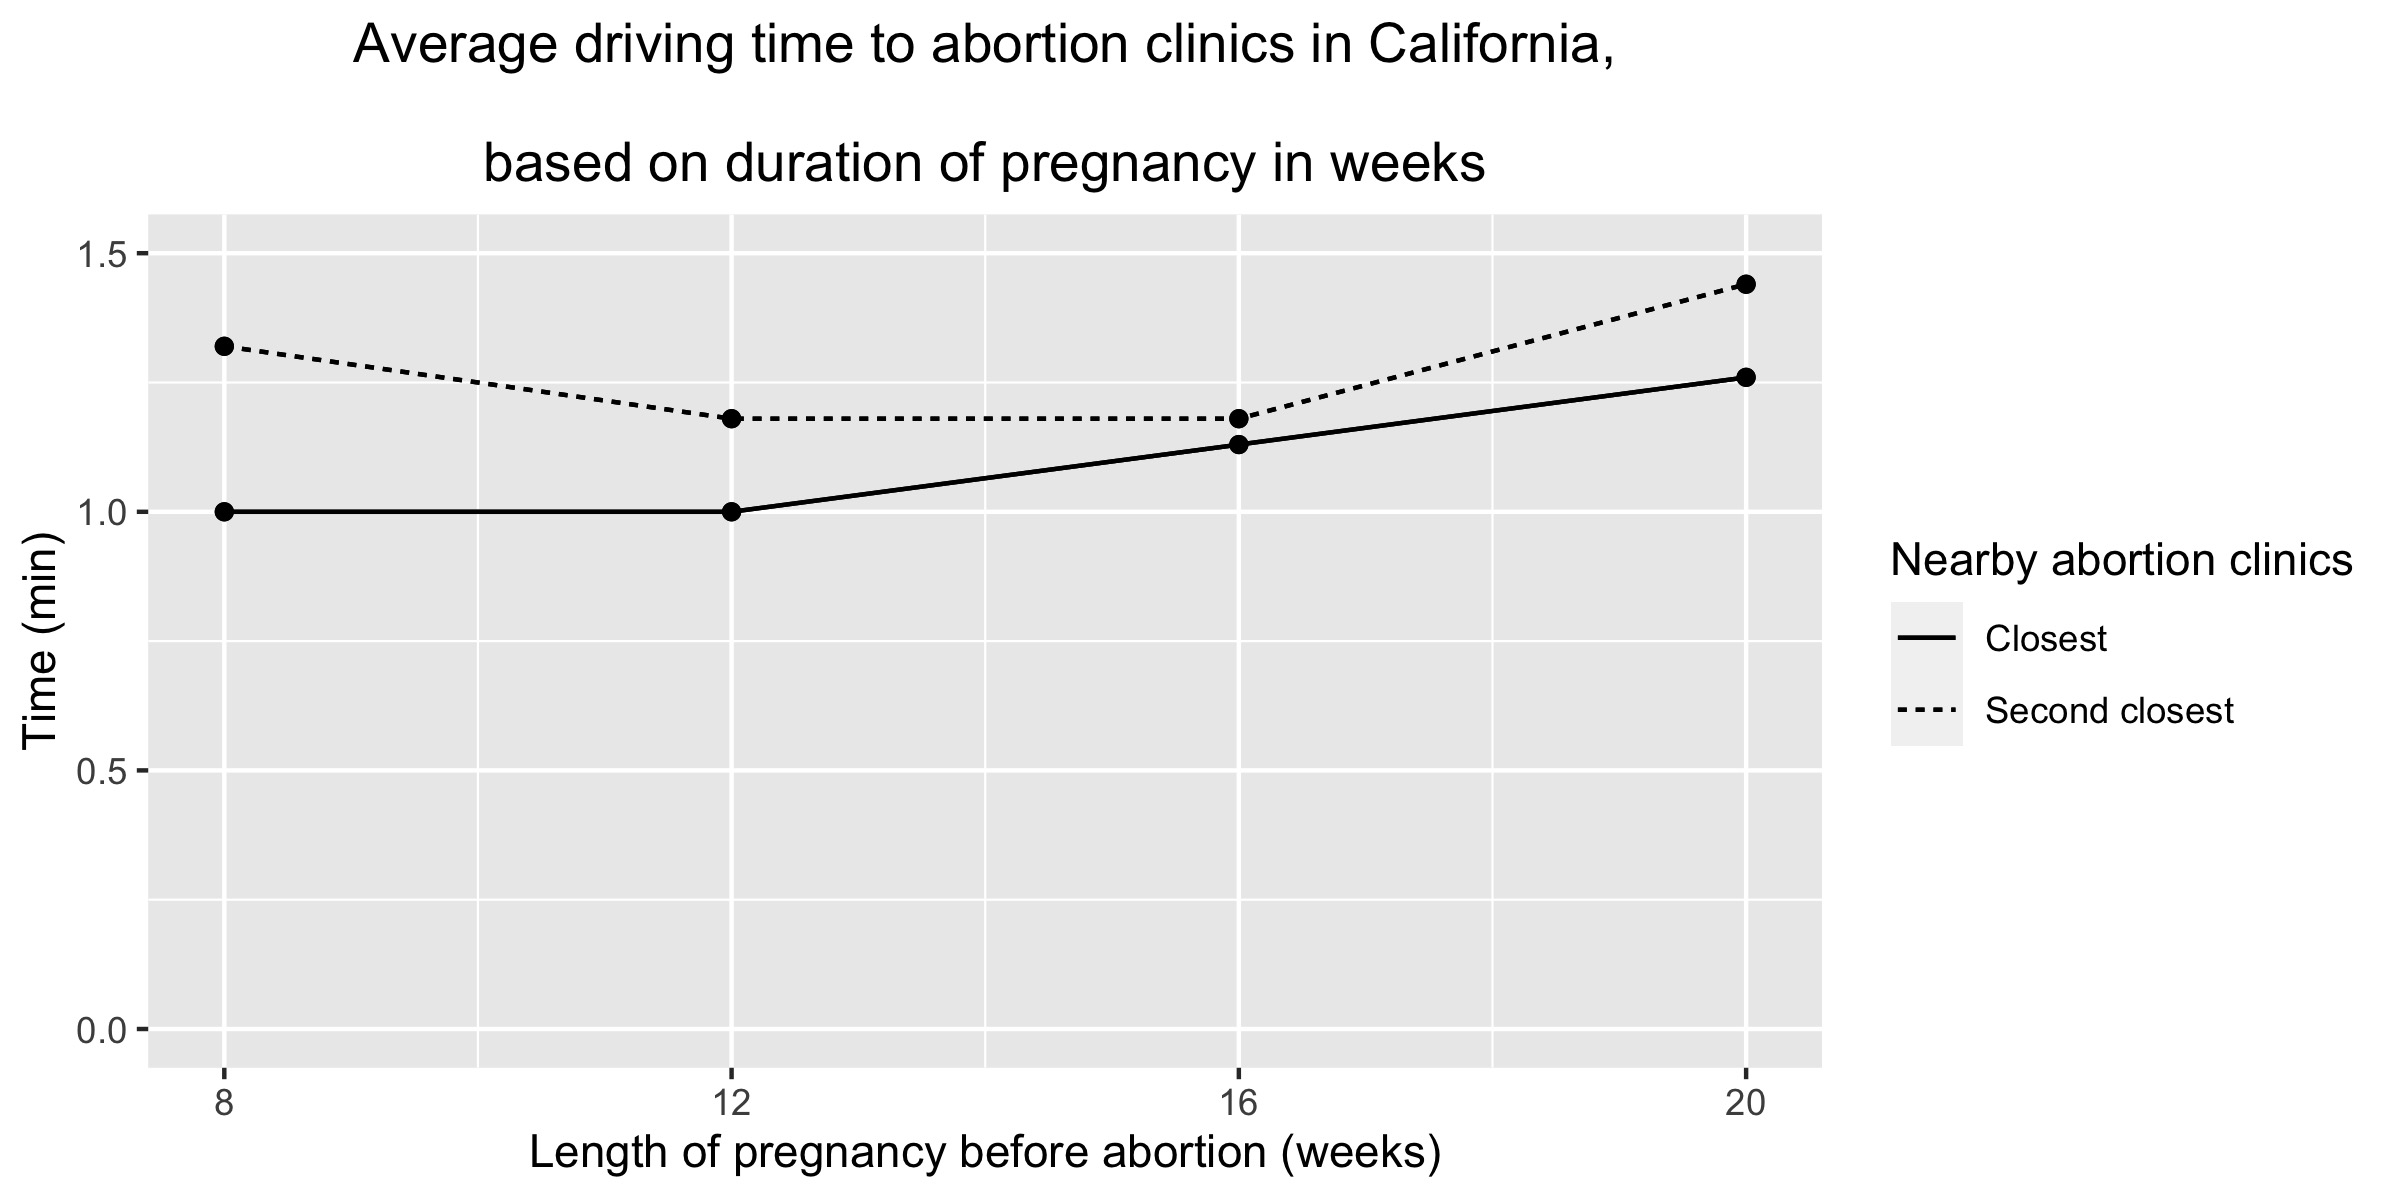 Average driving time to abortion clinics in California,
based on duration of pregnancy in weeks
1.5
1.0
0.5
0.0
Time (min)
8 12 16 20
Length of pregnancy before abortion (weeks)
Nearby abortion clinics
Closest
Second closest